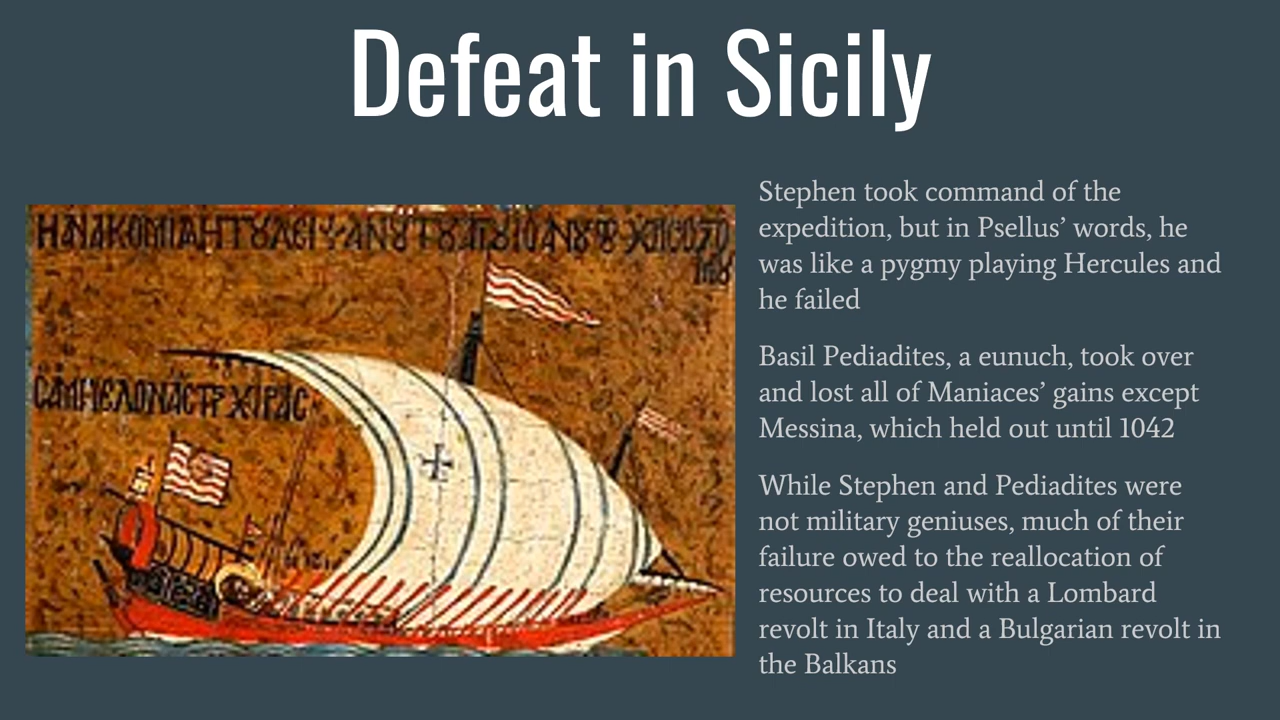 Defeat in Sicily
Stephen took command of the
expedition, but in Psellus’ words, he
was like a pygmy playing Hercules and
he failed
Basil Pediadites, a eunuch, took over
and lost all of Maniaces’ gains except
Messina, which held out until 1042
While Stephen and Pediadites were
not military geniuses, much of their
failure owed to the reallocation of
resources to deal with a Lombard
revolt in Italy and a Bulgarian revolt in
the Balkans